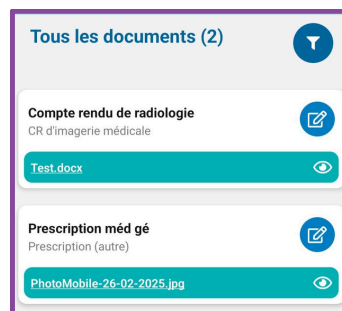 Tous les documents (2)
Compte rendu de radiologie
CR d'imagerie médicale
Test.docx
Prescription méd gé
Prescription (autre)
PhotoMobile-26-02-2025.jpg